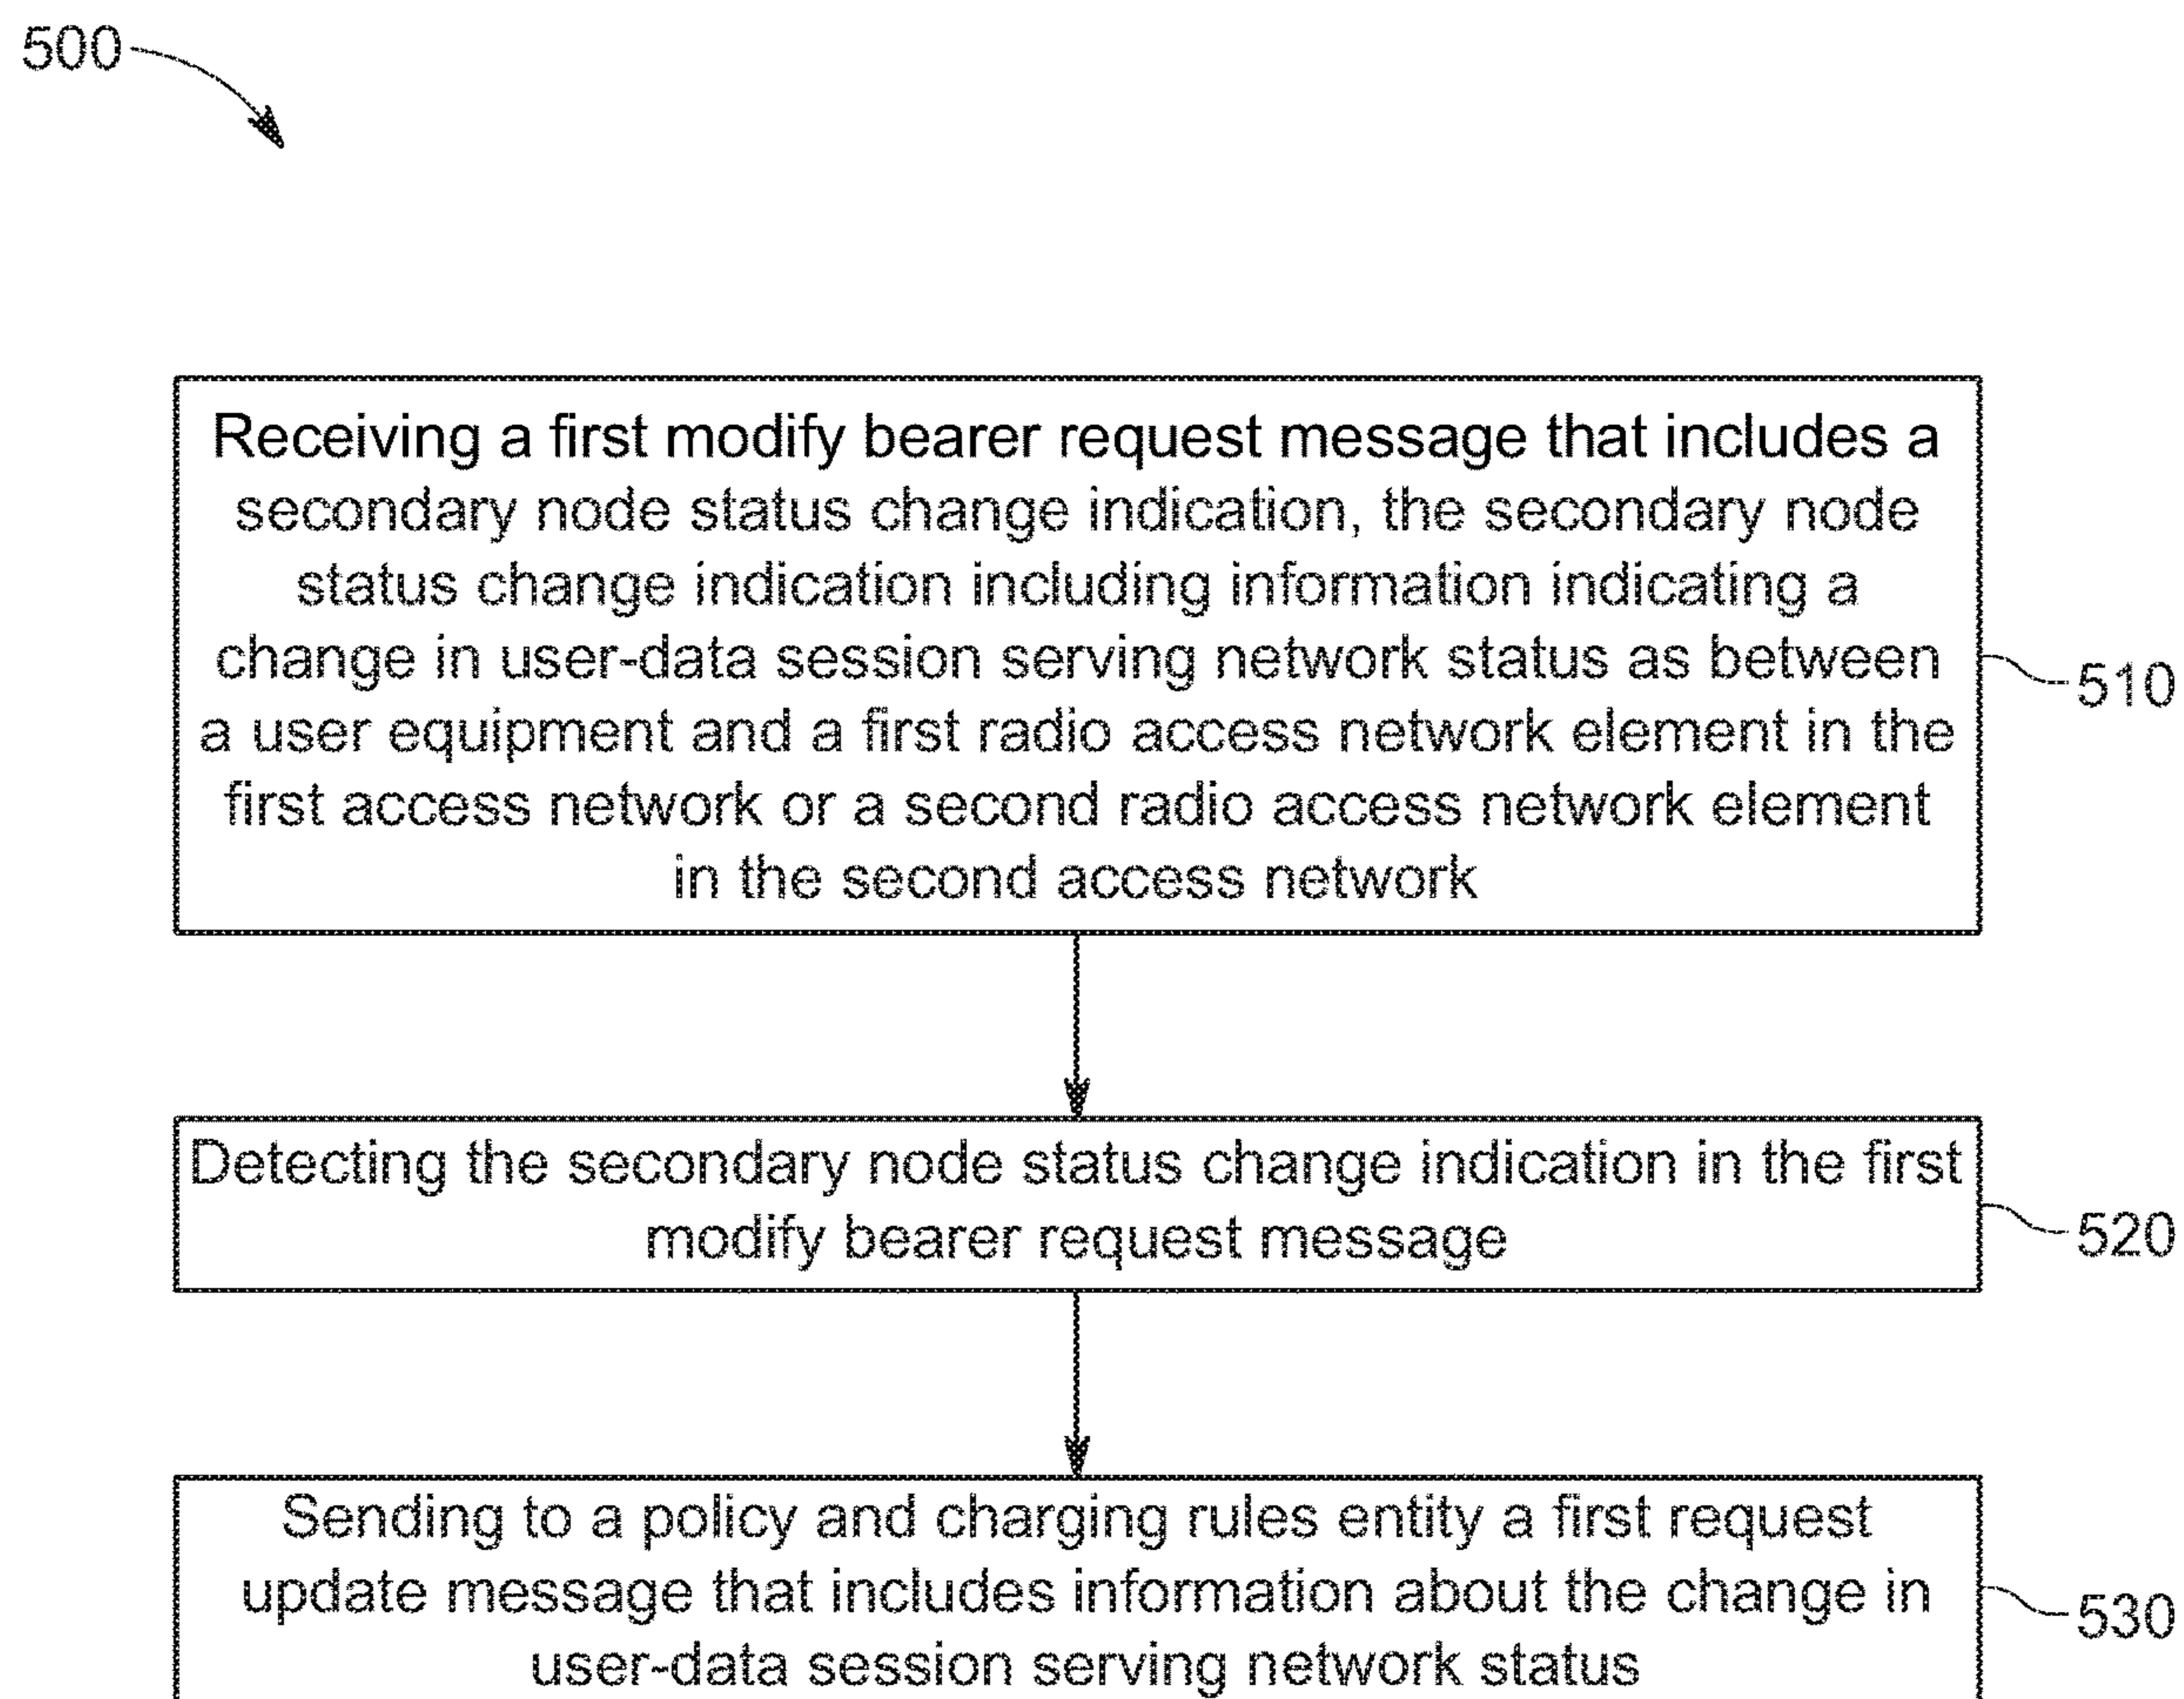 500
Receiving a first modify bearer request message that includes a
secondary node status change indication, the secondary node
status change indication including information indicating a
change in user-data session serving network status as between
a user equipment and a first radio access network element in the
first access network or a second radio access network element
in the second access network
510
Detecting the secondary node status change indication in the first
modify bearer request message
520
Sending to a policy and charging rules entity a first request
update message that includes information about the change in
user-data session serving network status
530